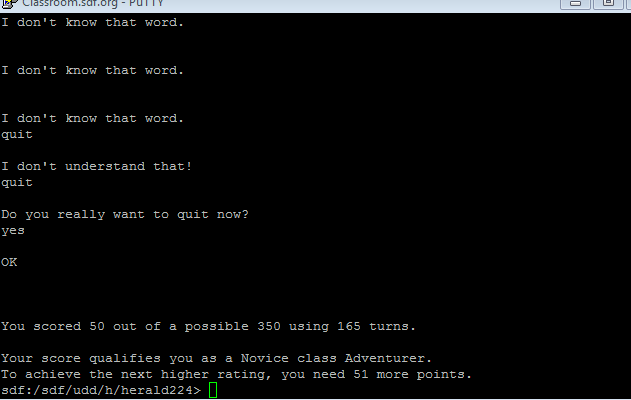 Classroom.sdf.org - PuTTY
I don't know that word.
I don't know that word.
I don't know that word.
quit
I don't understand that!
quit
Do you really want to quit now?
yes
OK
You scored 50 out of a possible 350 using 165 turns.
Your score qualifies you as a Novice class Adventurer.
To achieve the next higher rating, you need 51 more points.
sdf:/sdf/udd/h/herald224>